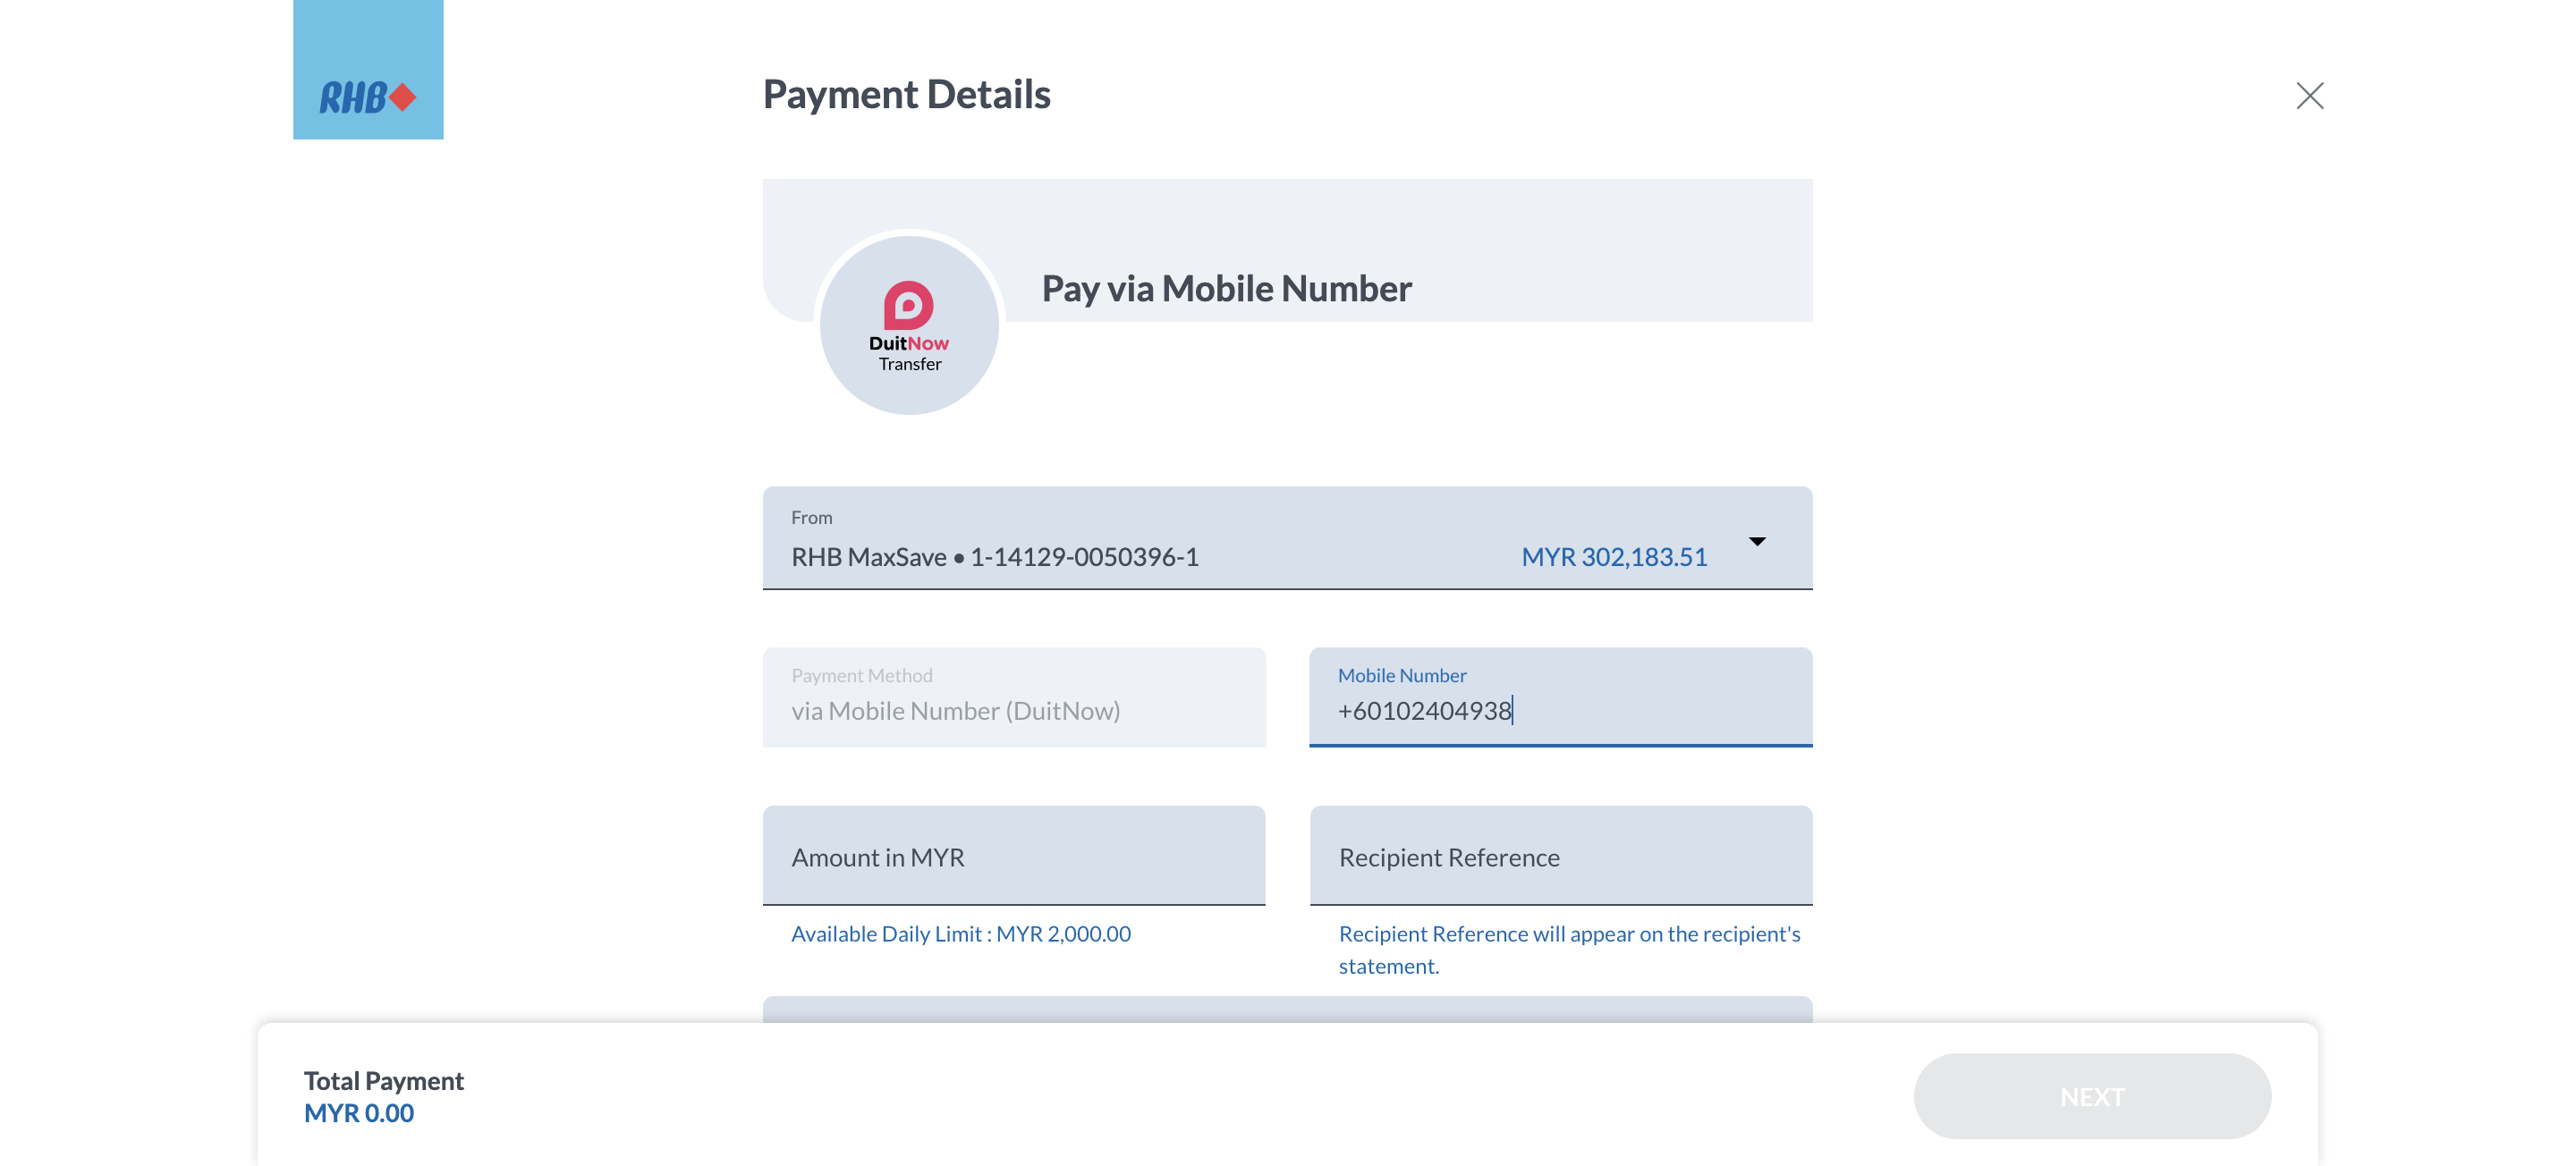 RHB
Payment Details
Pay via Mobile Number
DuitNow
Transfer
From
RHB MaxSave • 1-14129-0050396-1 MYR 302,183.51
Payment Method
via Mobile Number (DuitNow)
Mobile Number
+60102404938
Amount in MYR
Recipient Reference
Available Daily Limit : MYR 2,000.00
Recipient Reference will appear on the recipient's
statement.
Total Payment
MYR 0.00
NEXT